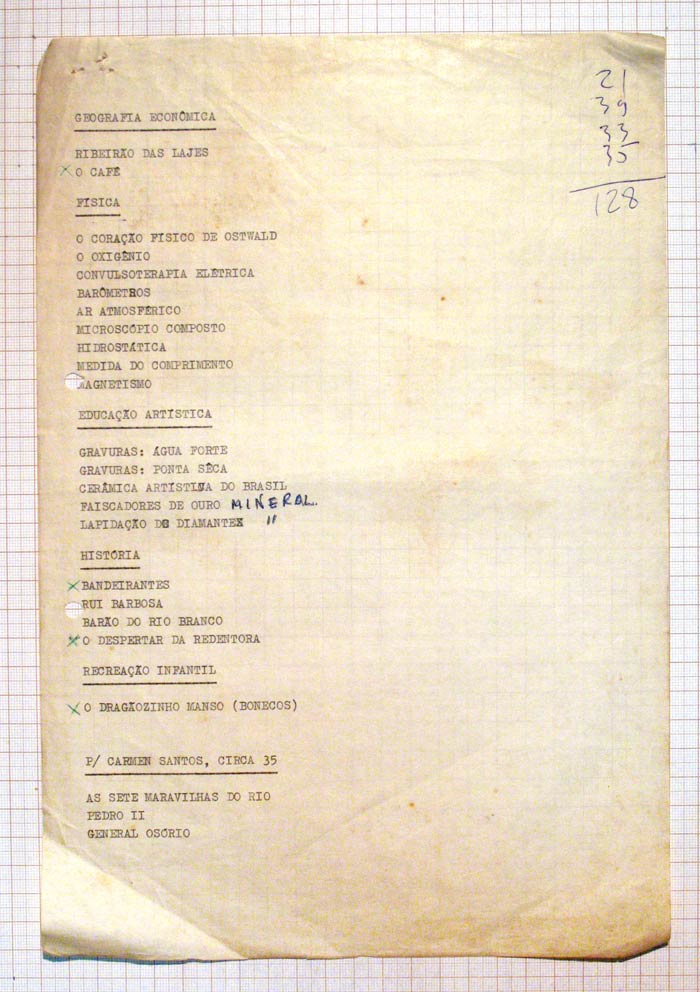 21
39
33
35
128
GEOGRAFIA ECONÔMICA
RIBEIRÃO DAS LAJES
X O CAFÉ
FÍSICA
O CORAÇÃO FÍSICO DE OSTWALD
O OXIGÊNIO
CONVULSOTERAPIA ELÉTRICA
BARÔMETROS
AR ATMOSFÉRICO
MICROSCÓPIO COMPOSTO
HIDROSTÁTICA
MEDIDA DO COMPRIMENTO
MAGNETISMO
EDUCAÇÃO ARTÍSTICA
GRAVURAS: ÁGUA FORTE
GRAVURAS: PONTA SÊCA
CERÂMICA ARTÍSTICA DO BRASIL
FAISCADORES DE OURO MINERAL.
LAPIDAÇÃO DE DIAMANTE "
HISTÓRIA
X BANDEIRANTES
RUI BARBOSA
BARÃO DO RIO BRANCO
X O DESPERTAR DA REDENTORA
RECREAÇÃO INFANTIL
X O DRAGÃOZINHO MANSO (BONECOS)
P/ CARMEN SANTOS, CIRCA 35
AS SETE MARAVILHAS DO RIO
PEDRO II
GENERAL OSÓRIO